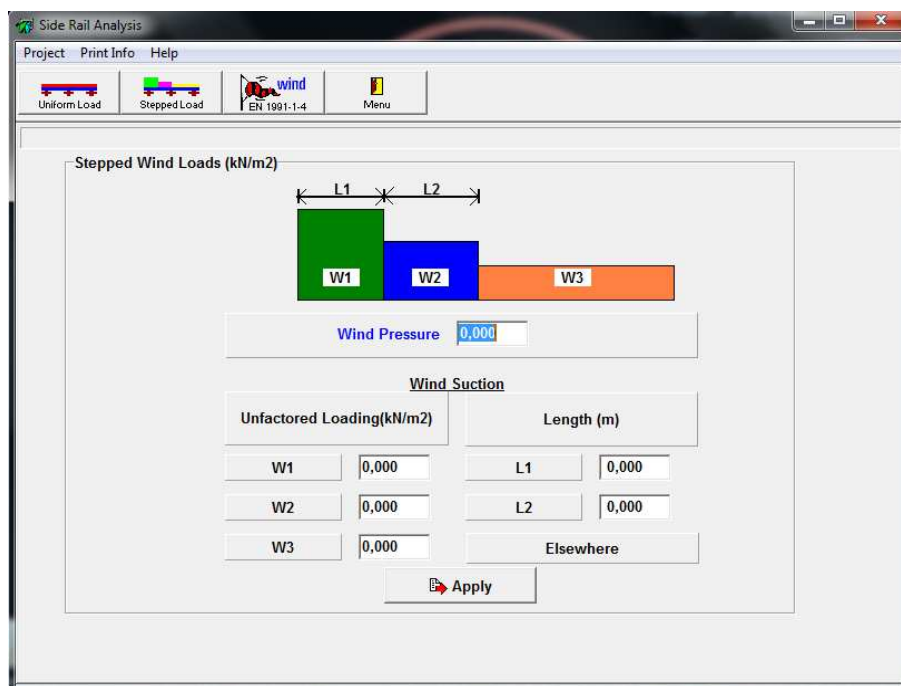 Side Rail Analysis
Project Print Info Help
Uniform Load Stepped Load wind EN 1991-1-4 Menu
Stepped Wind Loads (kN/m2)
L1 L2
W1 W2 W3
Wind Pressure 0,000
Wind Suction
Unfactored Loading(kN/m2) Length (m)
W1 0,000 L1 0,000
W2 0,000 L2 0,000
W3 0,000 Elsewhere
Apply